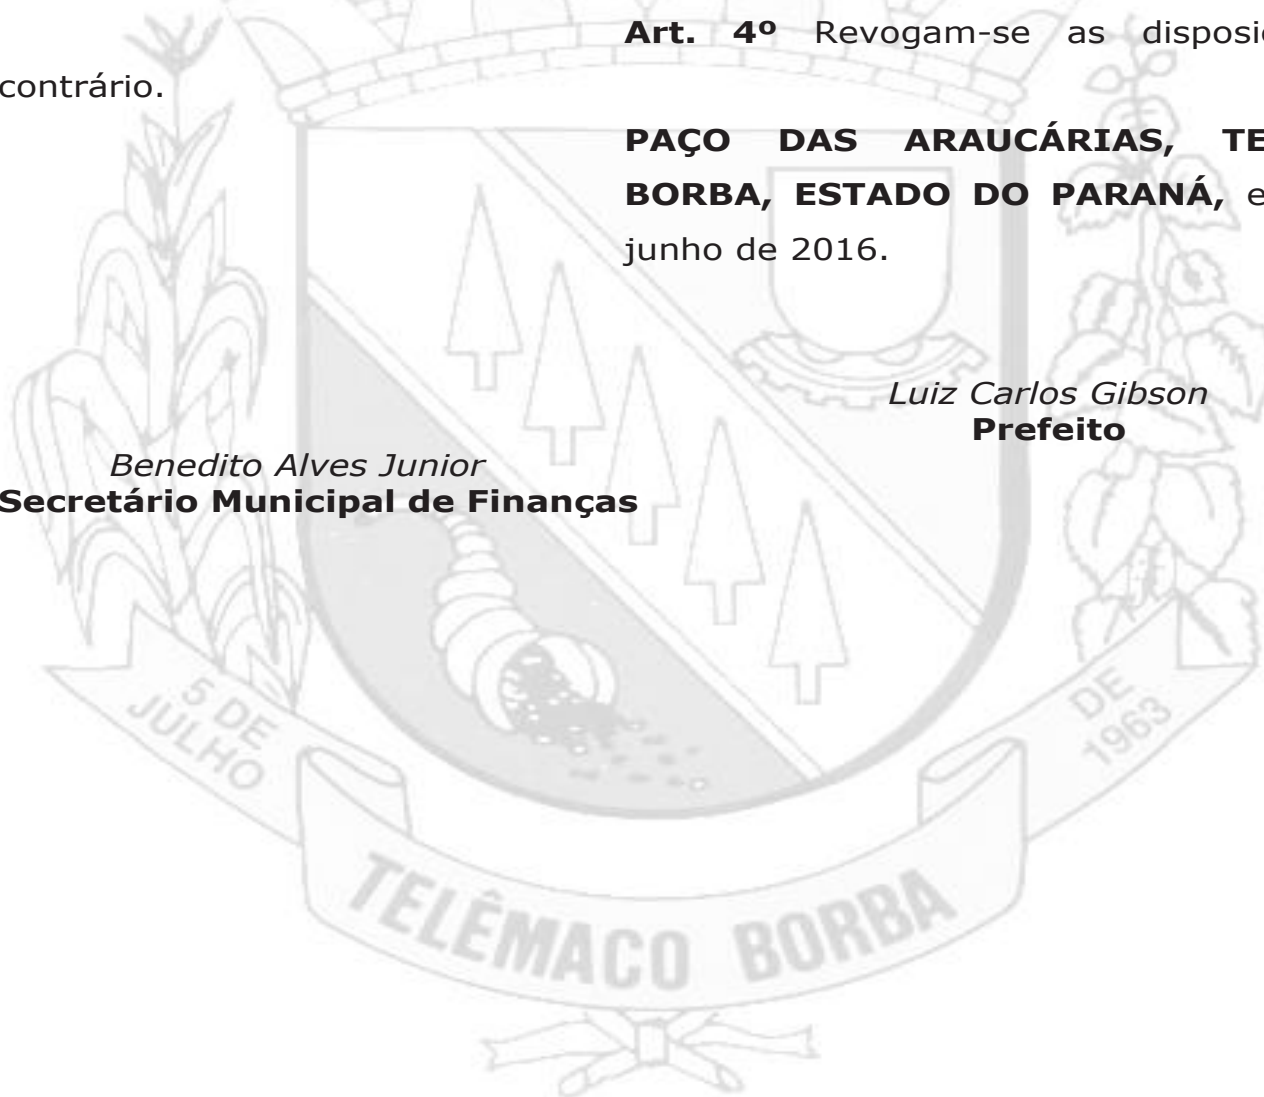 Art. 4º Revogam-se as disposi
contrário.
PAÇO DAS ARAUCÁRIAS, TE
BORBA, ESTADO DO PARANÁ, e
junho de 2016.
Luiz Carlos Gibson
Prefeito
Benedito Alves Junior
Secretário Municipal de Finanças
5 DE
JULHO
DE
1963
TELÊMACO BORBA